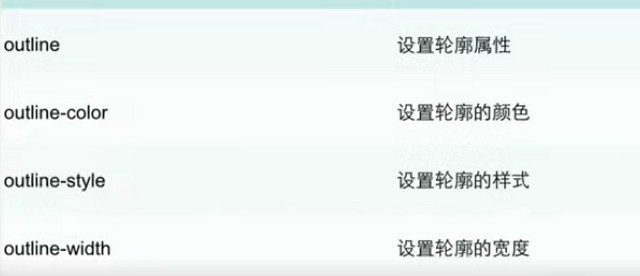 outline 设置轮廓属性
outline-color 设置轮廓的颜色
outline-style 设置轮廓的样式
outline-width 设置轮廓的宽度